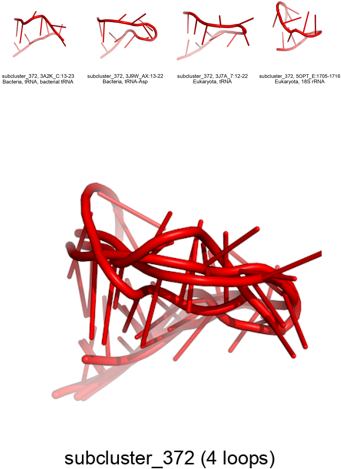 subcluster_372, 3A2K_C:13-23
Bacteria, tRNA, bacterial tRNA
subcluster_372, 3J9W_AX:13-22
Bacteria, tRNA-Asp
subcluster_372, 3J7A_7:12-22
Eukaryota, tRNA
subcluster_372, 5OPT_E:1705-1716
Eukaryota, 18S rRNA
subcluster_372 (4 loops)